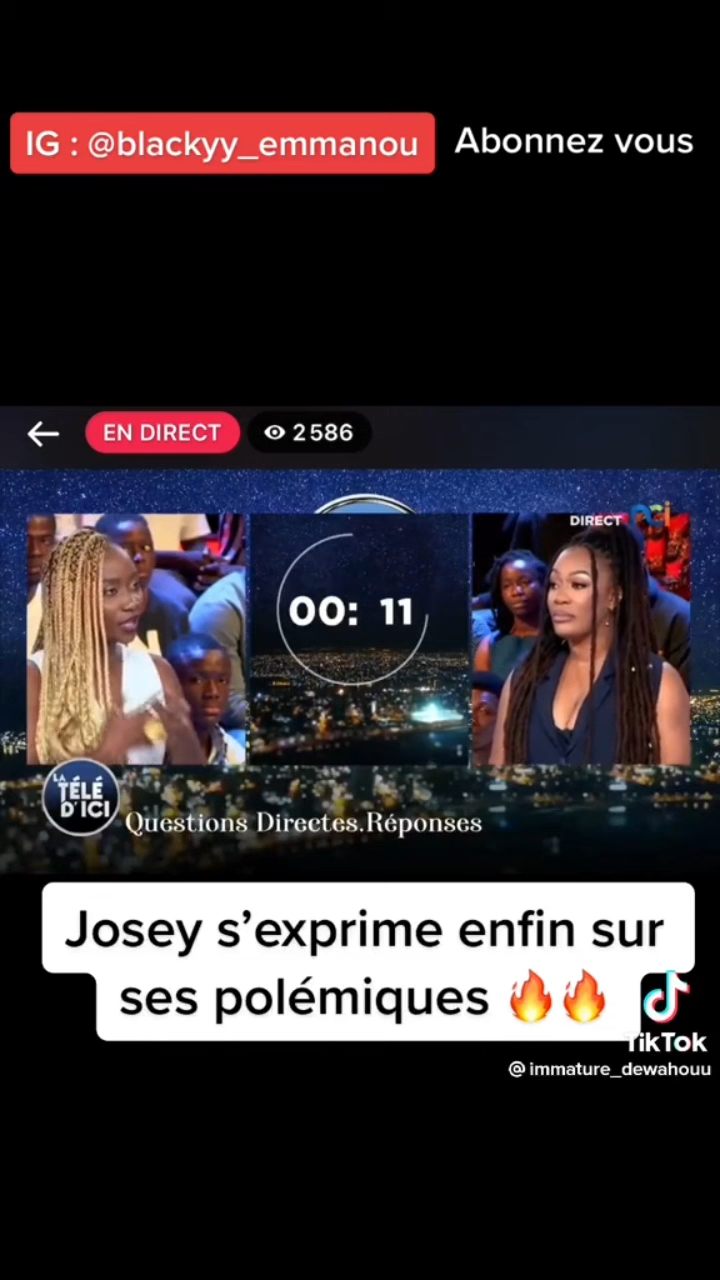 IG : @blackyy_emmanou Abonnez vous
EN DIRECT 2 586
DIRECT nci
00: 11
LA
TÉLÉ
D'ICI
Questions Directes.Réponses
Josey s’exprime enfin sur
ses polémiques 🔥🔥
TikTok
@immature_dewahouu